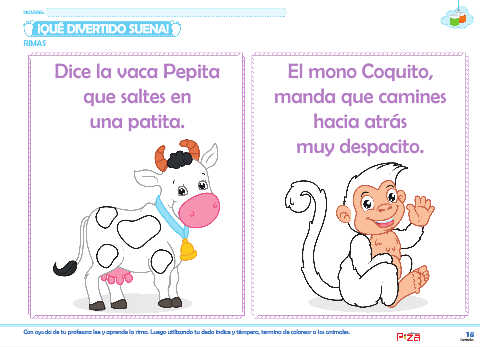 NOMBRE:
¡QUÉ DIVERTIDO SUENA!
RIMAS
Dice la vaca Pepita
que saltes en
una patita.
El mono Coquito,
manda que camines
hacia atrás
muy despacito.
Con ayuda de tu profesora lee y aprende la rima. Luego utilizando tu dedo índice y témpera, termina de colorear a los animales.